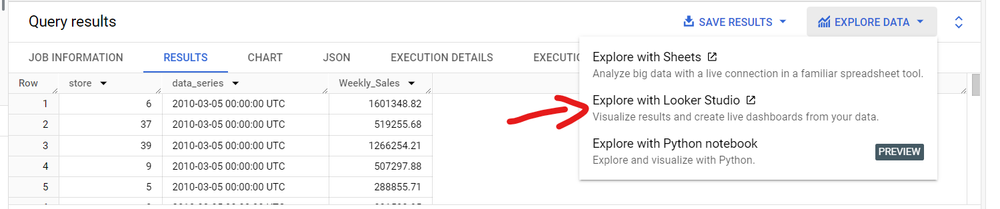 Query results
SAVE RESULTS
EXPLORE DATA
JOB INFORMATION RESULTS CHART JSON EXECUTION DETAILS
Row store data_series Weekly_Sales
1 6 2010-03-05 00:00:00 UTC 1601348.82
2 37 2010-03-05 00:00:00 UTC 519255.68
3 39 2010-03-05 00:00:00 UTC 1266254.21
4 9 2010-03-05 00:00:00 UTC 507297.88
5 5 2010-03-05 00:00:00 UTC 288855.71
Explore with Sheets
Analyze big data with a live connection in a familiar spreadsheet tool.
Explore with Looker Studio
Visualize results and create live dashboards from your data.
Explore with Python notebook
Explore and visualize with Python.
PREVIEW